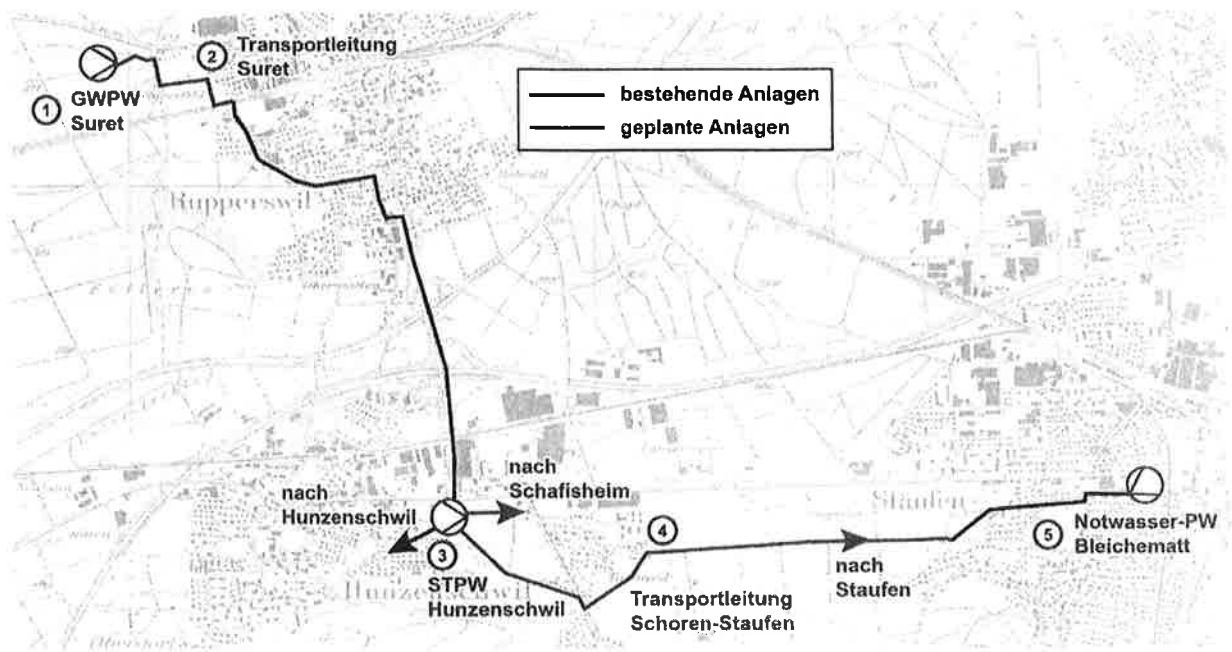 2
Transportleitung
Suret
1
GWPW
Suret
bestehende Anlagen
geplante Anlagen
Rupperswil
nach
Schafisheim
nach
Hunzenschwil
Staufen
4
5
Notwasser-PW
Bleichematt
3
STPW
Hunzenschwil
Hunzenschwil
nach
Staufen
Transportleitung
Schoren-Staufen